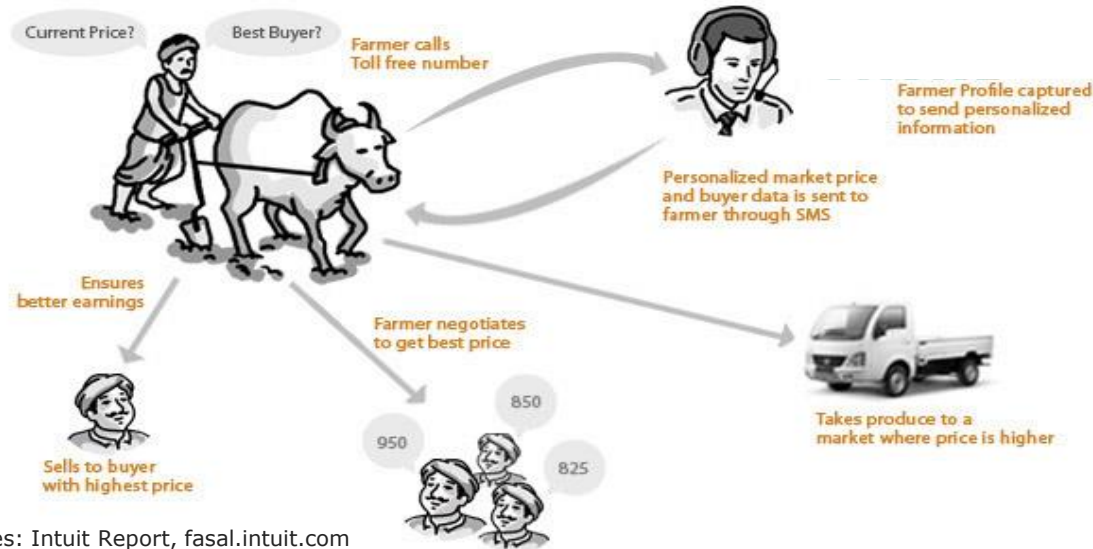 Current Price?
Best Buyer?
Farmer calls
Toll free number
Farmer Profile captured
to send personalized
information
Personalized market price
and buyer data is sent to
farmer through SMS
Ensures
better earnings
Farmer negotiates
to get best price
Takes produce to a
market where price is higher
Sells to buyer
with highest price
950
850
825
es: Intuit Report, fasal.intuit.com